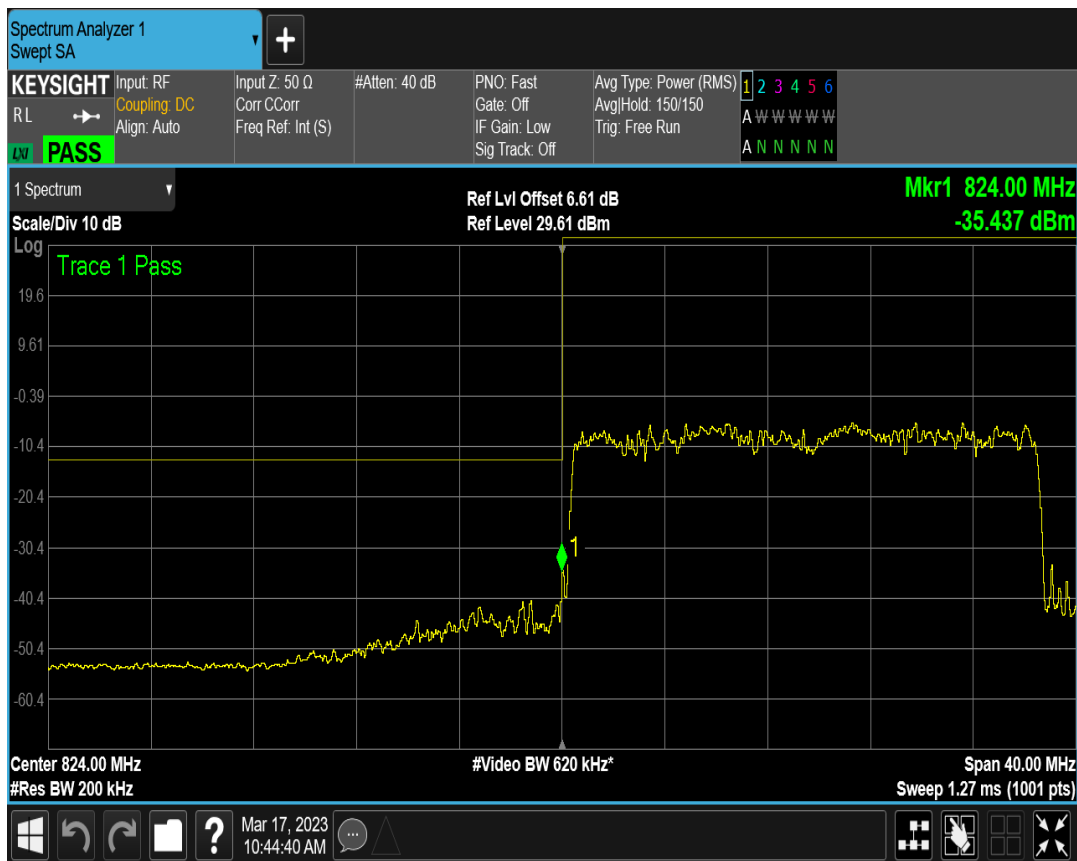 Spectrum Analyzer 1
Swept SA
+
KEYSIGHT
RL
LXI PASS
Input: RF
Coupling: DC
Align: Auto
Input Z: 50 Ω
Corr CCorr
Freq Ref: Int (S)
#Atten: 40 dB
PNO: Fast
Gate: Off
IF Gain: Low
Sig Track: Off
Avg Type: Power (RMS)
Avg|Hold: 150/150
Trig: Free Run
1 2 3 4 5 6
A W W W W W
A N N N N N
1 Spectrum
Scale/Div 10 dB
Ref Lvl Offset 6.61 dB
Ref Level 29.61 dBm
Mkr1 824.00 MHz
-35.437 dBm
Log
Trace 1 Pass
19.6
9.61
-0.39
-10.4
-20.4
-30.4
-40.4
-50.4
-60.4
1
Center 824.00 MHz
#Res BW 200 kHz
#Video BW 620 kHz*
Span 40.00 MHz
Sweep 1.27 ms (1001 pts)
?
Mar 17, 2023
10:44:40 AM